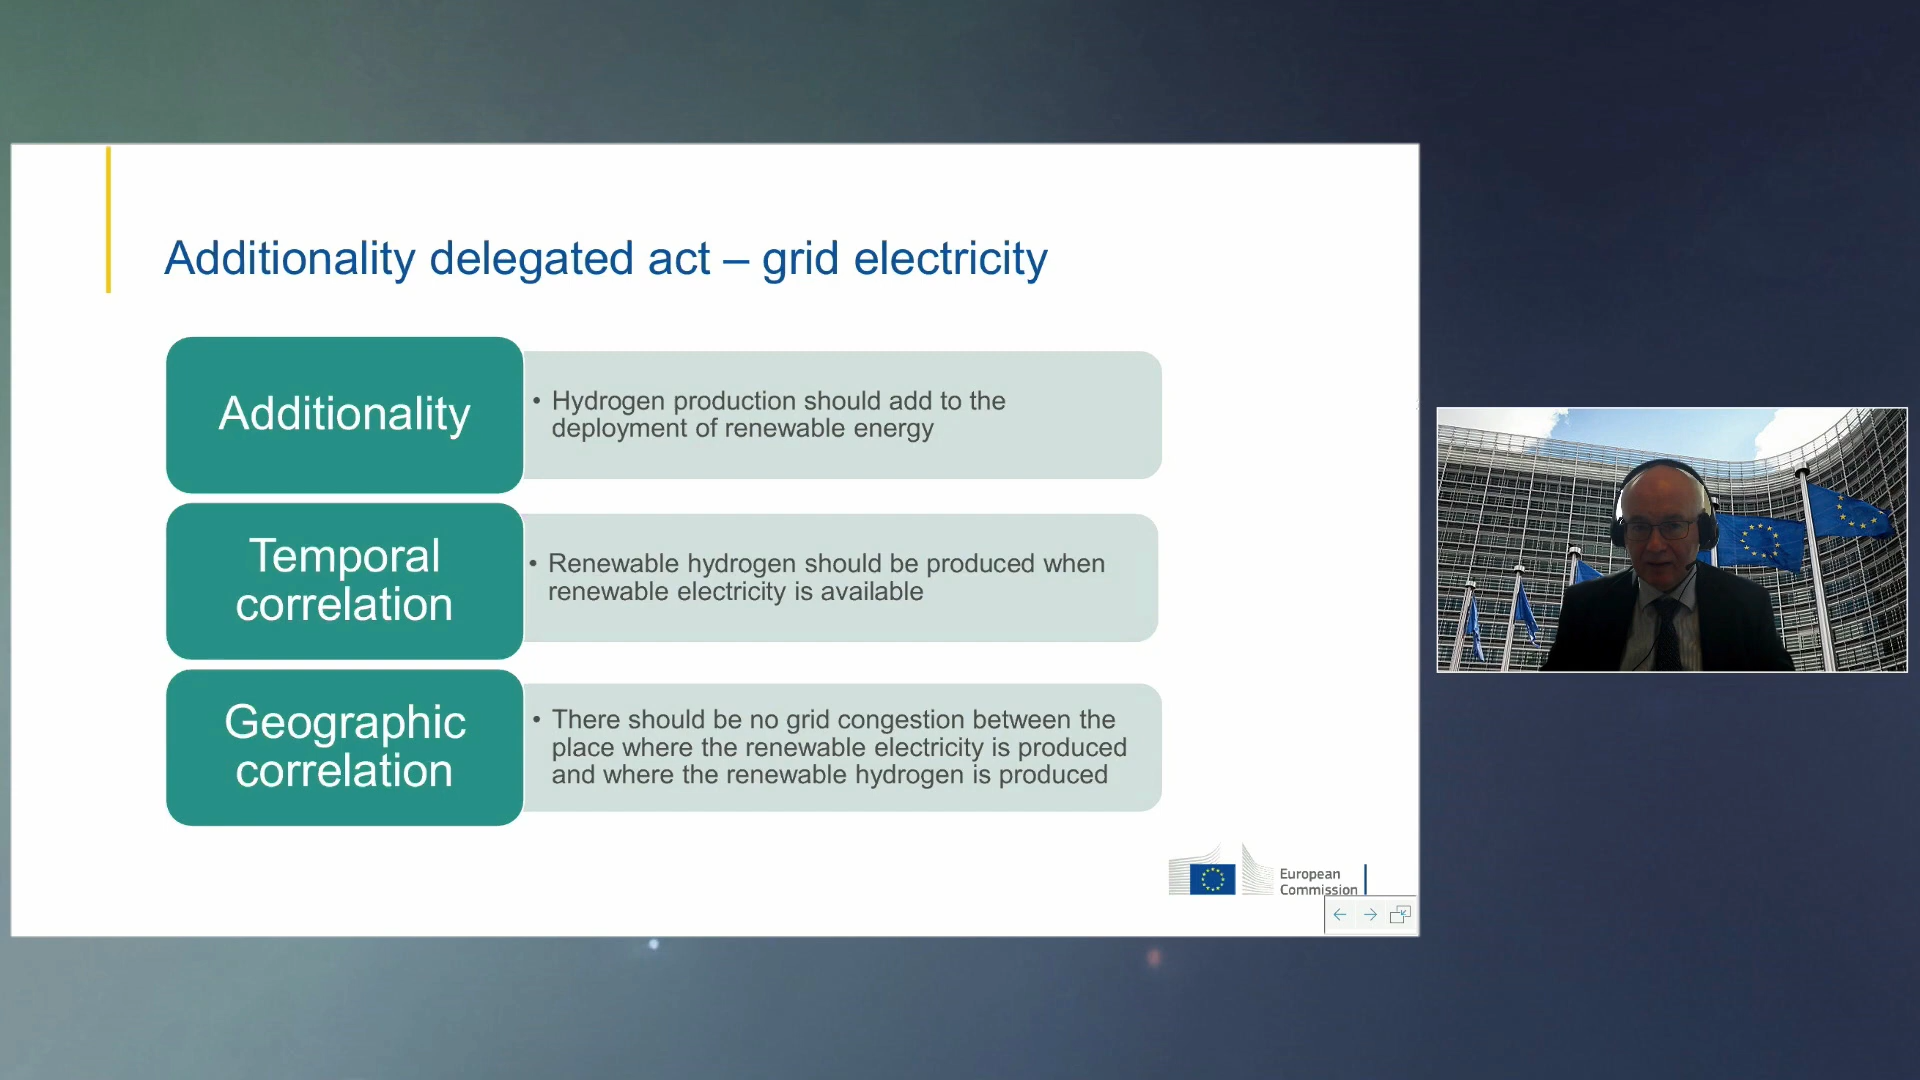 Additionality delegated act – grid electricity
Additionality
• Hydrogen production should add to the
deployment of renewable energy
Temporal
correlation
• Renewable hydrogen should be produced when
renewable electricity is available
Geographic
correlation
• There should be no grid congestion between the
place where the renewable electricity is produced
and where the renewable hydrogen is produced
European
Commission